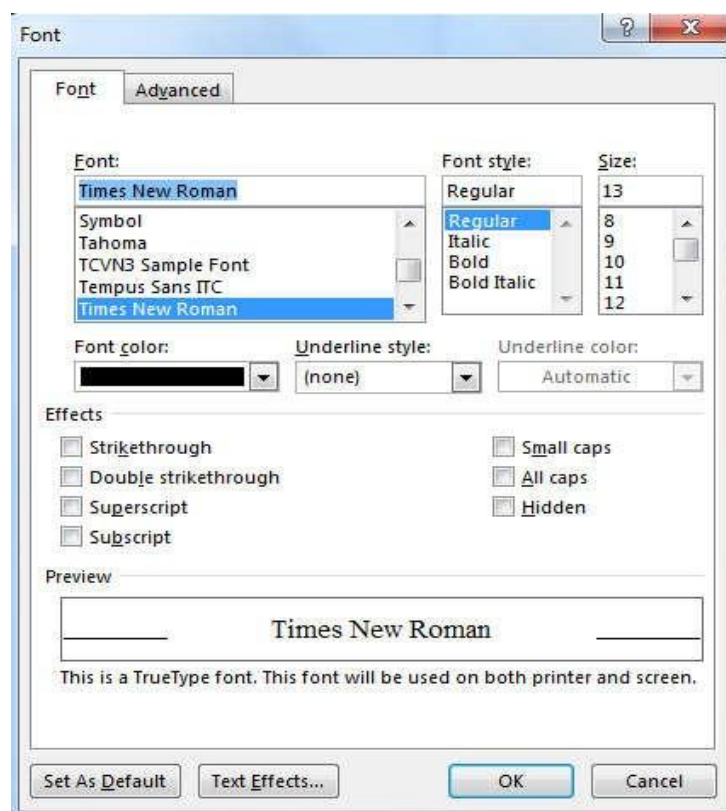 Font
? X
Font Advanced
Font: Font style: Size:
Times New Roman Regular 13
Symbol Regular 8
Tahoma Italic 9
TCVN3 Sample Font Bold 10
Tempus Sans ITC Bold Italic 11
Times New Roman 12
Font color: Underline style: Underline color:
(none) Automatic
Effects
Strikethrough Small caps
Double strikethrough All caps
Superscript Hidden
Subscript
Preview
Times New Roman
This is a TrueType font. This font will be used on both printer and screen.
Set As Default Text Effects... OK Cancel